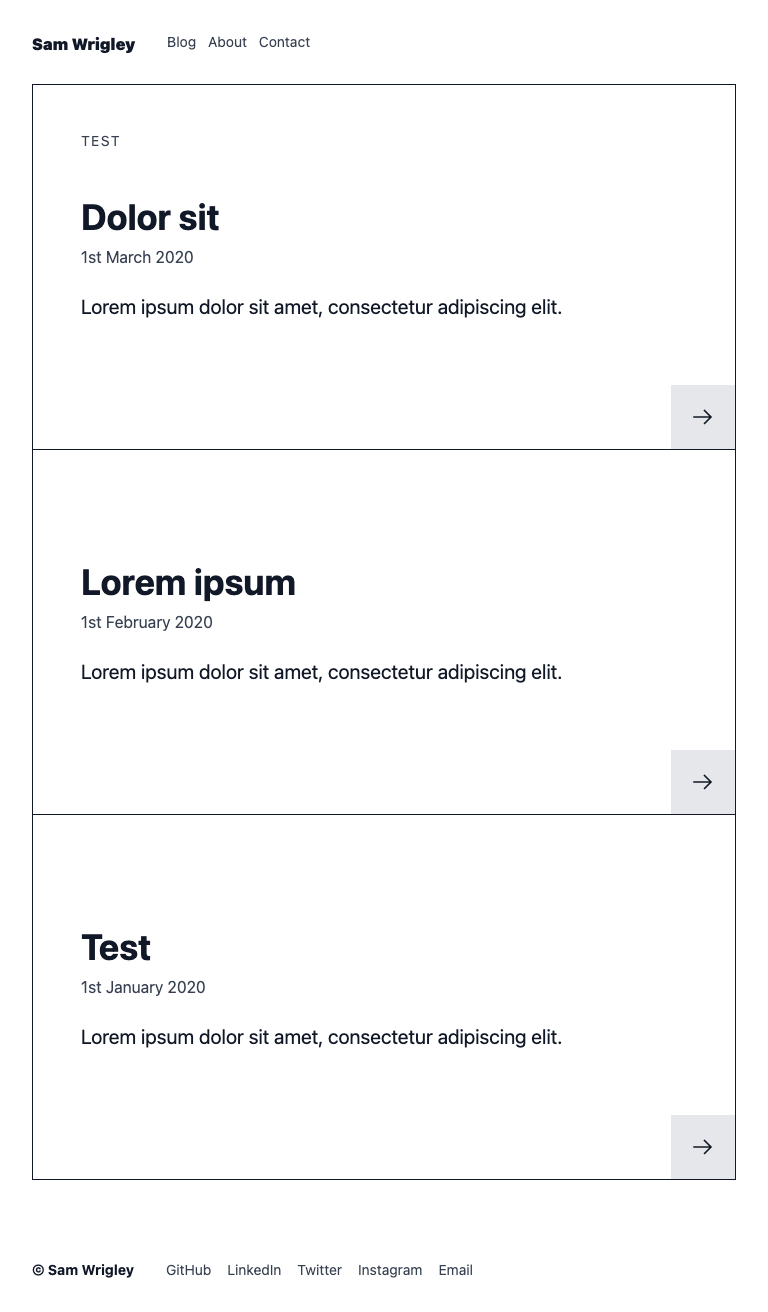 Sam Wrigley Blog About Contact
TEST
Dolor sit
1st March 2020
Lorem ipsum dolor sit amet, consectetur adipiscing elit.
Lorem ipsum
1st February 2020
Lorem ipsum dolor sit amet, consectetur adipiscing elit.
Test
1st January 2020
Lorem ipsum dolor sit amet, consectetur adipiscing elit.
© Sam Wrigley GitHub LinkedIn Twitter Instagram Email